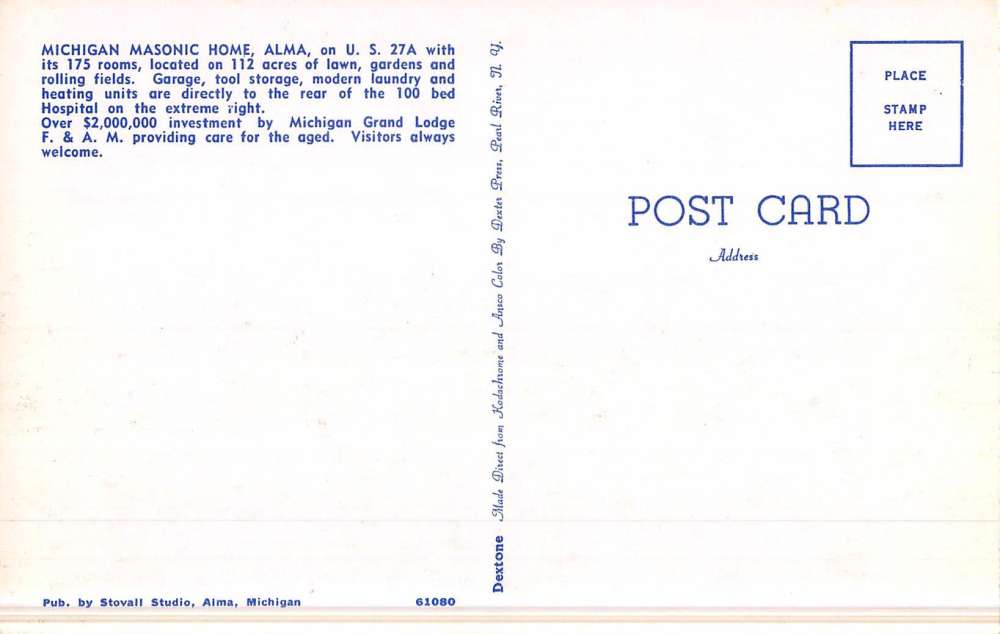 MICHIGAN MASONIC HOME, ALMA, on U. S. 27A with
its 175 rooms, located on 112 acres of lawn, gardens and
rolling fields. Garage, tool storage, modern laundry and
heating units are directly to the rear of the 100 bed
Hospital on the extreme right.
Over $2,000,000 investment by Michigan Grand Lodge
F. & A. M. providing care for the aged. Visitors always
welcome.
Pub. by Stovall Studio, Alma, Michigan
61080
Dextone Made Direct from Kodachrome and Ansco Color By Dexter Press, Pearl River, N. Y.
PLACE
STAMP
HERE
POST CARD
Address